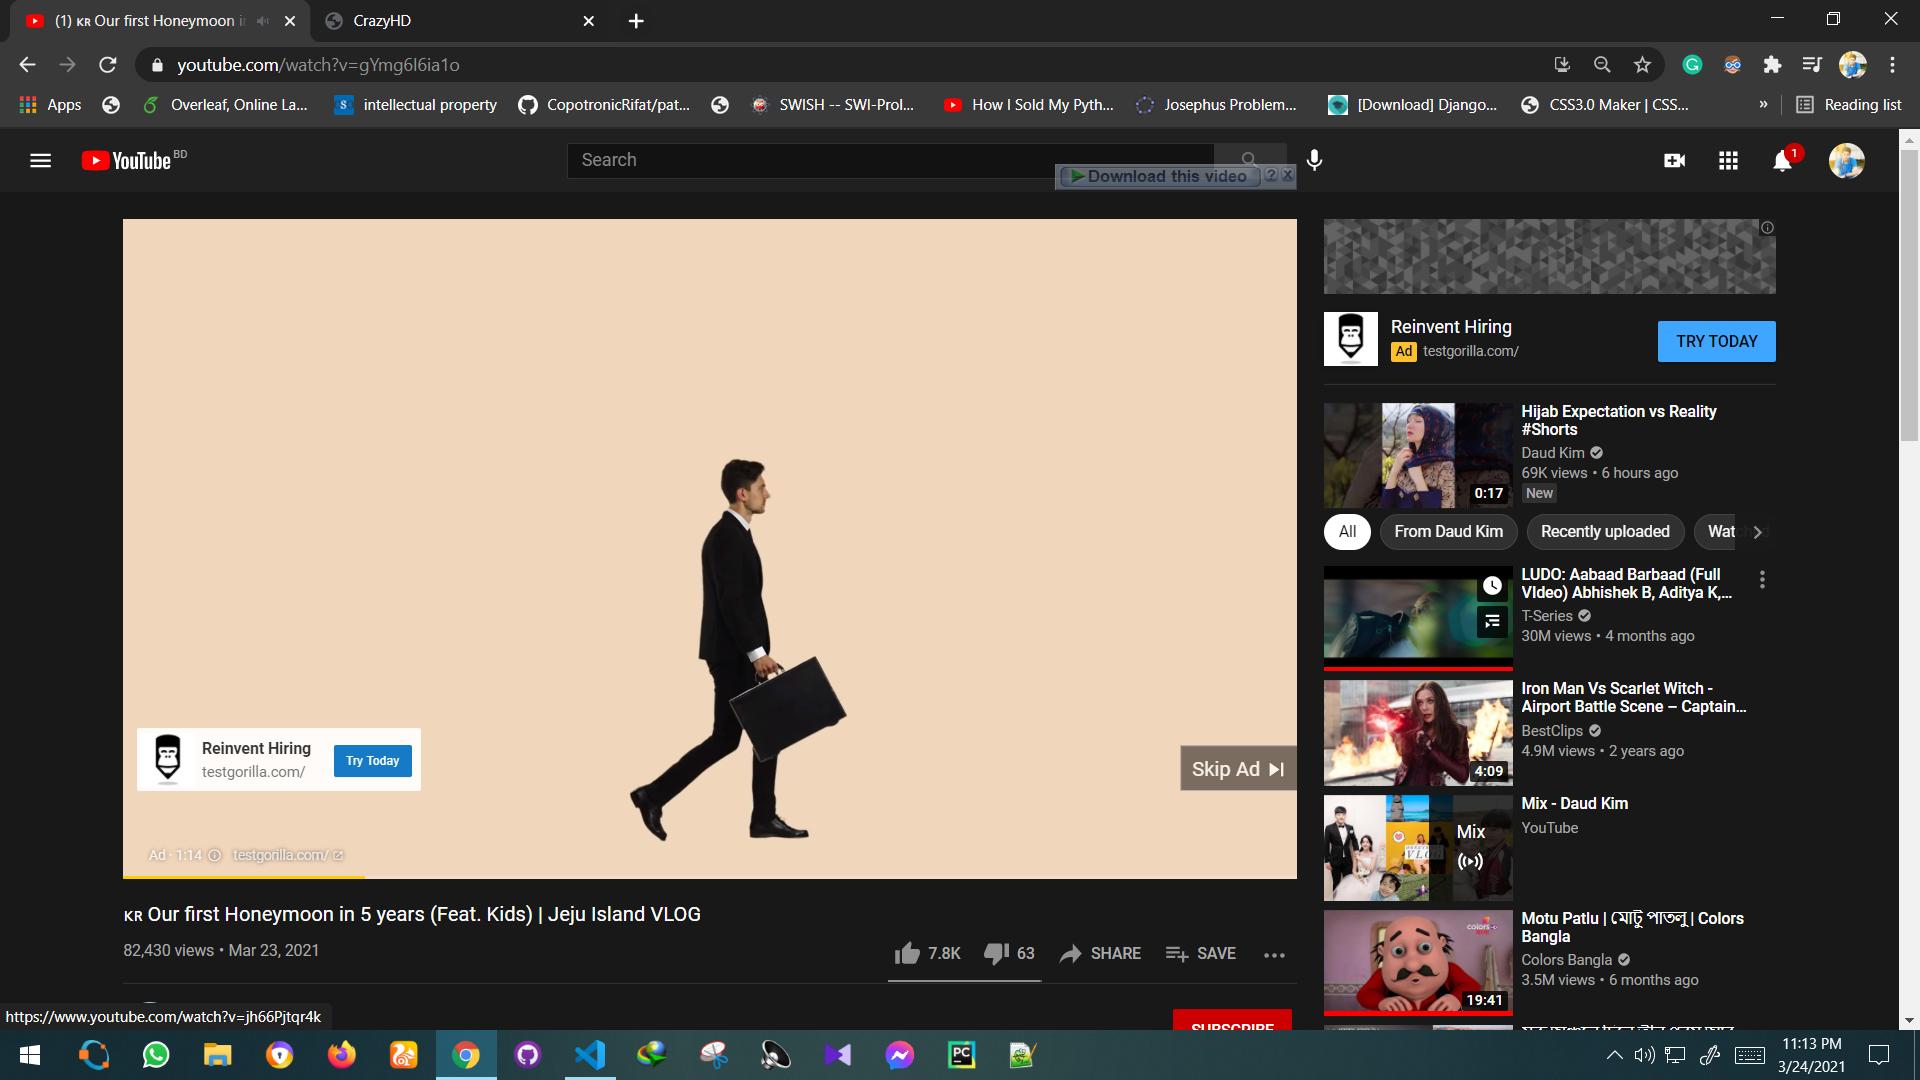 (1) ᴋʀ Our first Honeymoon i
CrazyHD
youtube.com/watch?v=gYmg6I6ia1o
Apps
Overleaf, Online La...
intellectual property
CopotronicRifat/pat...
SWISH -- SWI-Prol...
How I Sold My Pyth...
Josephus Problem...
[Download] Django...
CSS3.0 Maker | CSS...
»
Reading list
YouTube BD
Search
Download this video
1
Reinvent Hiring
Ad testgorilla.com/
TRY TODAY
Hijab Expectation vs Reality
#Shorts
Daud Kim
69K views • 6 hours ago
New
0:17
All
From Daud Kim
Recently uploaded
Wat
LUDO: Aabaad Barbaad (Full
VIdeo) Abhishek B, Aditya K,...
T-Series
30M views • 4 months ago
Iron Man Vs Scarlet Witch -
Airport Battle Scene – Captain...
BestClips
4.9M views • 2 years ago
4:09
Mix - Daud Kim
YouTube
Mix
Motu Patlu | মোটু পাতলু | Colors
Bangla
Colors Bangla
3.5M views • 6 months ago
19:41
Reinvent Hiring
testgorilla.com/
Try Today
Skip Ad
Ad · 1:14
testgorilla.com/
ᴋʀ Our first Honeymoon in 5 years (Feat. Kids) | Jeju Island VLOG
82,430 views • Mar 23, 2021
7.8K
63
SHARE
SAVE
SUBSCRIBE
https://www.youtube.com/watch?v=jh66Pjtqr4k
11:13 PM
3/24/2021